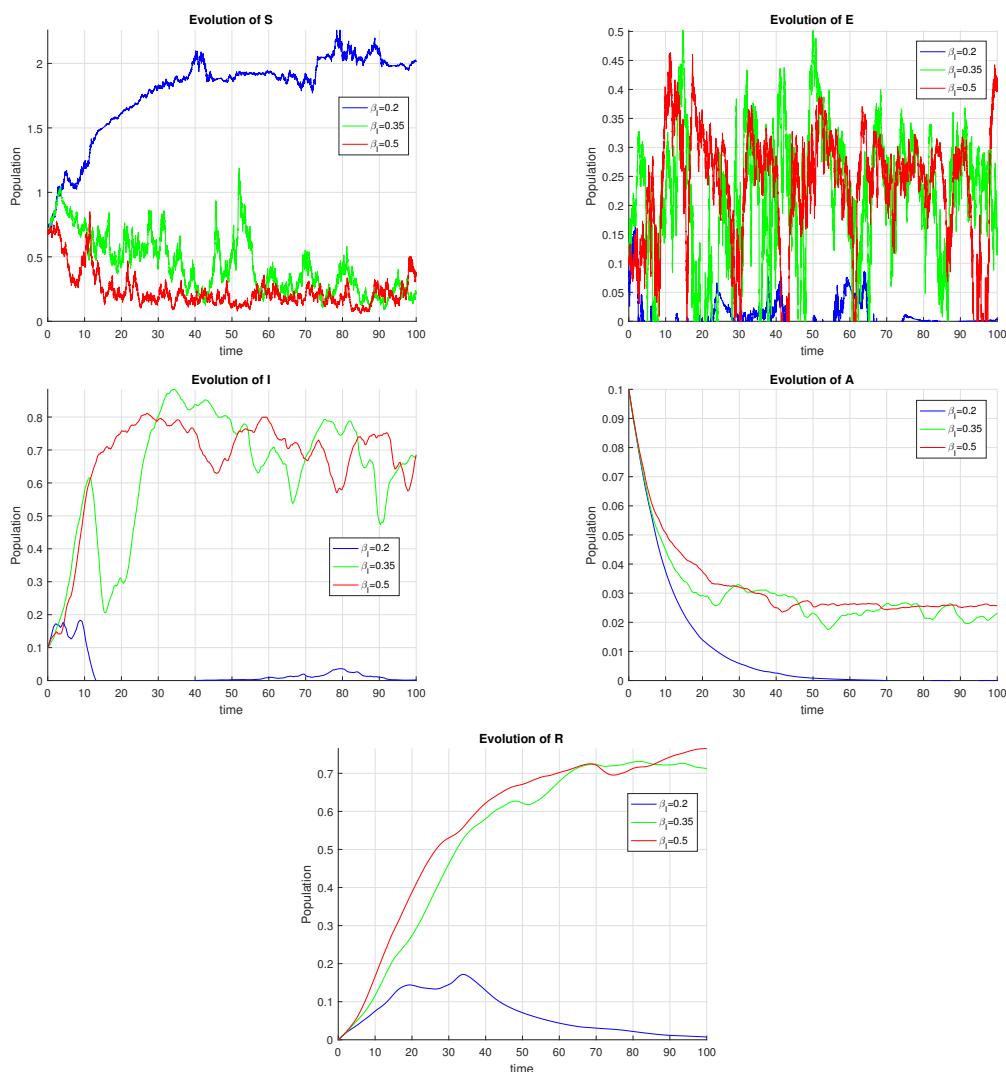 Evolution of S
Population
2
1.5
1
0.5
0
β_I=0.2
β_I=0.35
β_I=0.5
0 10 20 30 40 50 60 70 80 90 100
time
Evolution of E
Population
0.5
0.45
0.4
0.35
0.3
0.25
0.2
0.15
0.1
0.05
0
β_I=0.2
β_I=0.35
β_I=0.5
0 10 20 30 40 50 60 70 80 90 100
time
Evolution of I
Population
0.8
0.7
0.6
0.5
0.4
0.3
0.2
0.1
0
β_I=0.2
β_I=0.35
β_I=0.5
0 10 20 30 40 50 60 70 80 90 100
time
Evolution of A
Population
0.1
0.09
0.08
0.07
0.06
0.05
0.04
0.03
0.02
0.01
0
β_I=0.2
β_I=0.35
β_I=0.5
0 10 20 30 40 50 60 70 80 90 100
time
Evolution of R
Population
0.7
0.6
0.5
0.4
0.3
0.2
0.1
0
β_I=0.2
β_I=0.35
β_I=0.5
0 10 20 30 40 50 60 70 80 90 100
time